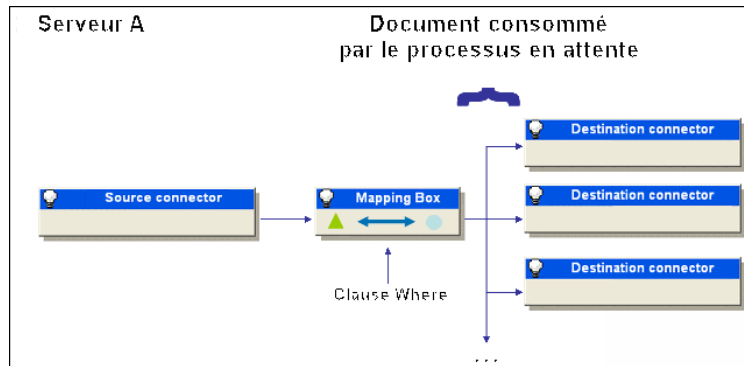 Serveur A
Document consommé
par le processus en attente
Destination connector
Source connector
Mapping Box
Destination connector
Destination connector
Clause Where
...